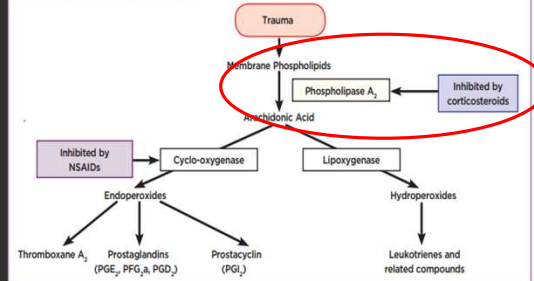 Trauma
Membrane Phospholipids
Phospholipase A₂
Inhibited by
corticosteroids
Arachidonic Acid
Inhibited by
NSAIDs
Cyclo-oxygenase
Lipoxygenase
Endoperoxides
Hydroperoxides
Thromboxane A₂
Prostaglandins
(PGE₂, PFG₂a, PGD₂)
Prostacyclin
(PGI₂)
Leukotrienes and
related compounds